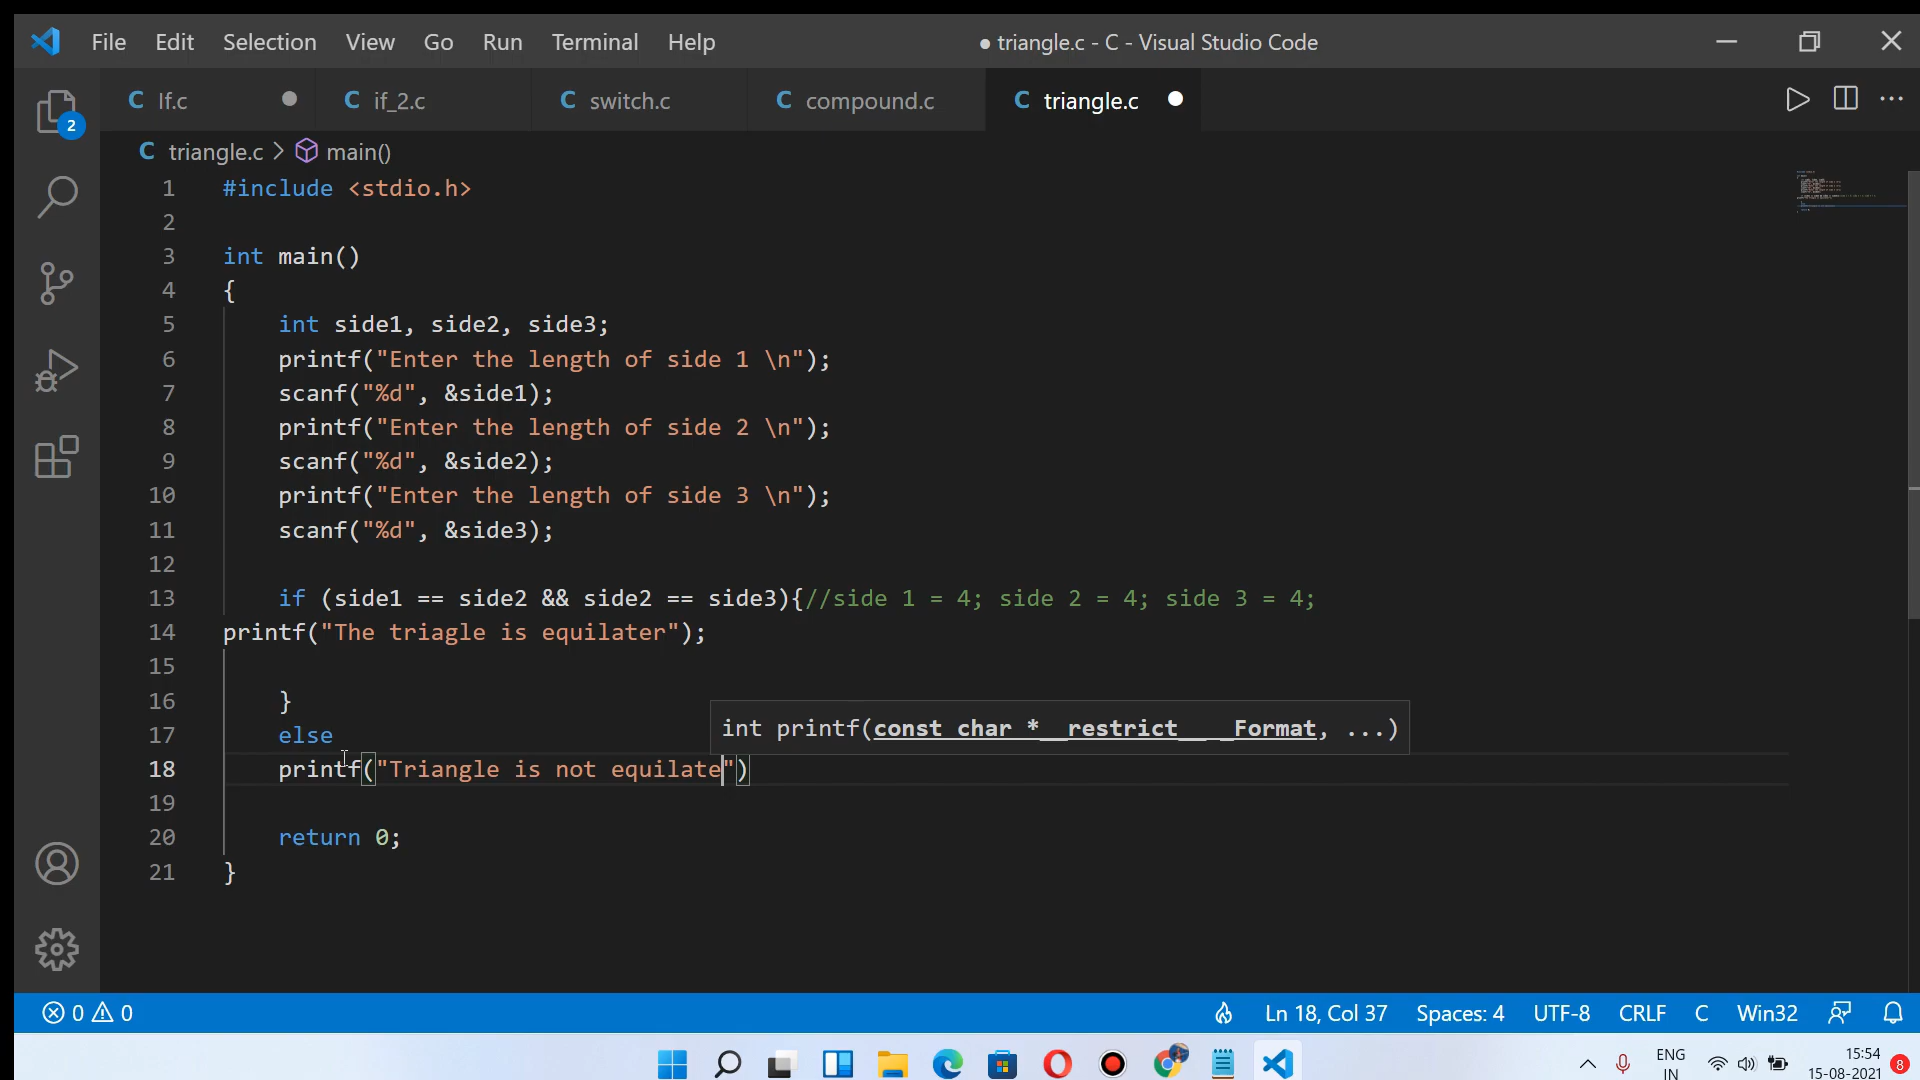 File Edit Selection View Go Run Terminal Help ● triangle.c - C - Visual Studio Code
C If.c C if_2.c C switch.c C compound.c C triangle.c
2
C triangle.c > main()
1 #include <stdio.h>
2
3 int main()
4 {
5 int side1, side2, side3;
6 printf("Enter the length of side 1 \n");
7 scanf("%d", &side1);
8 printf("Enter the length of side 2 \n");
9 scanf("%d", &side2);
10 printf("Enter the length of side 3 \n");
11 scanf("%d", &side3);
12
13 if (side1 == side2 && side2 == side3){//side 1 = 4; side 2 = 4; side 3 = 4;
14 printf("The triagle is equilater");
15
16 }
int printf(const char *__restrict__ _Format, ...)
17 else
18 printf("Triangle is not equilate")
19
20 return 0;
21 }
0 0 Ln 18, Col 37 Spaces: 4 UTF-8 CRLF C Win32
ENG 15:54
IN 15-08-2021 8